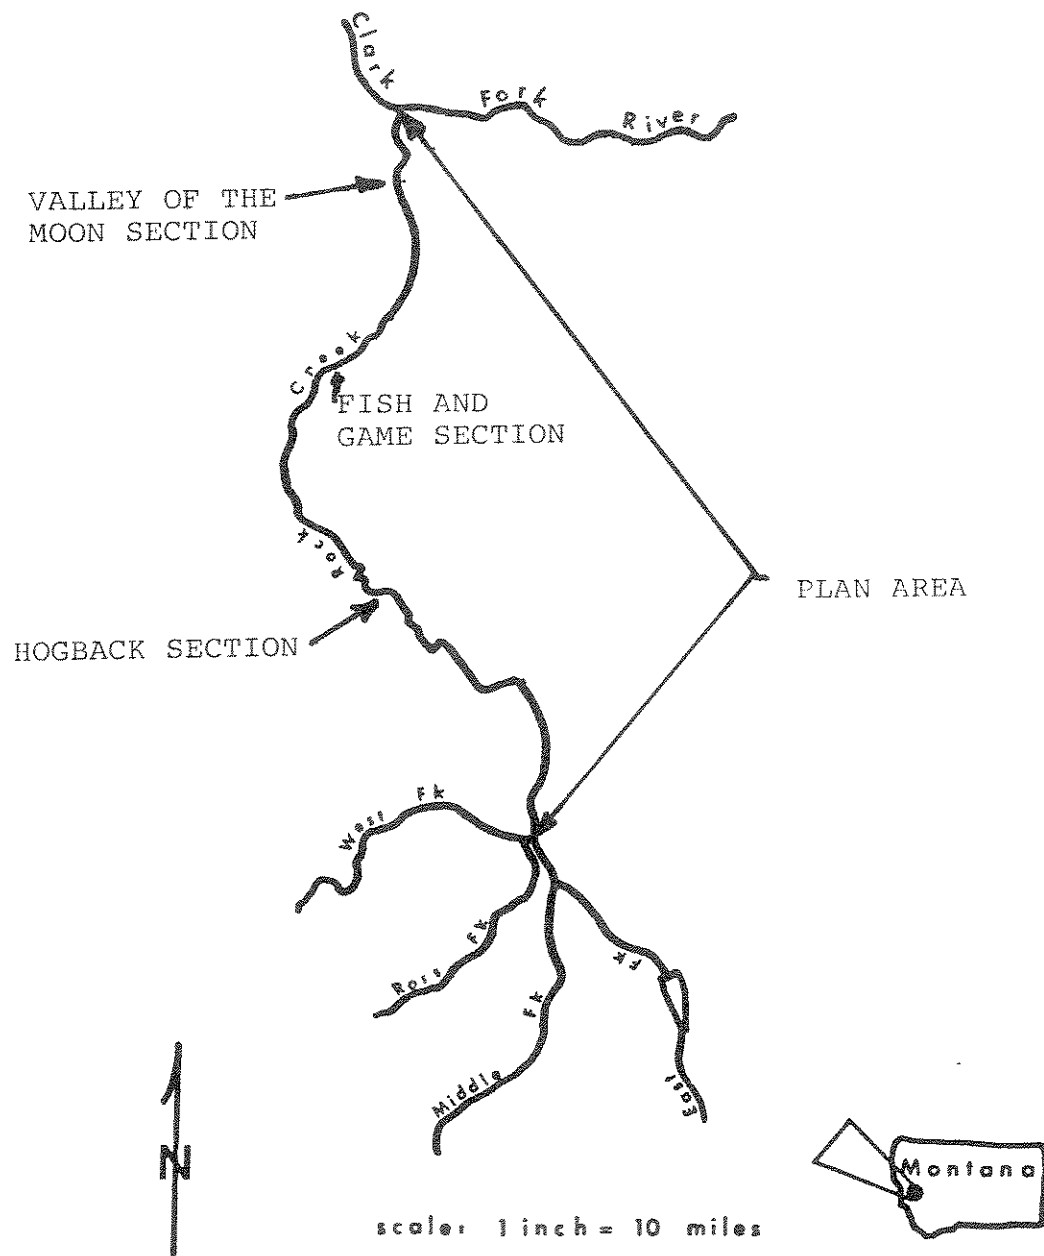 Clark
Fork
River
VALLEY OF THE
MOON SECTION
Creek
FISH AND
GAME SECTION
Rock
PLAN AREA
HOGBACK SECTION
West Fk
Ross Fk
Fk
Middle
Fk
East
N
Montana
scale: 1 inch = 10 miles